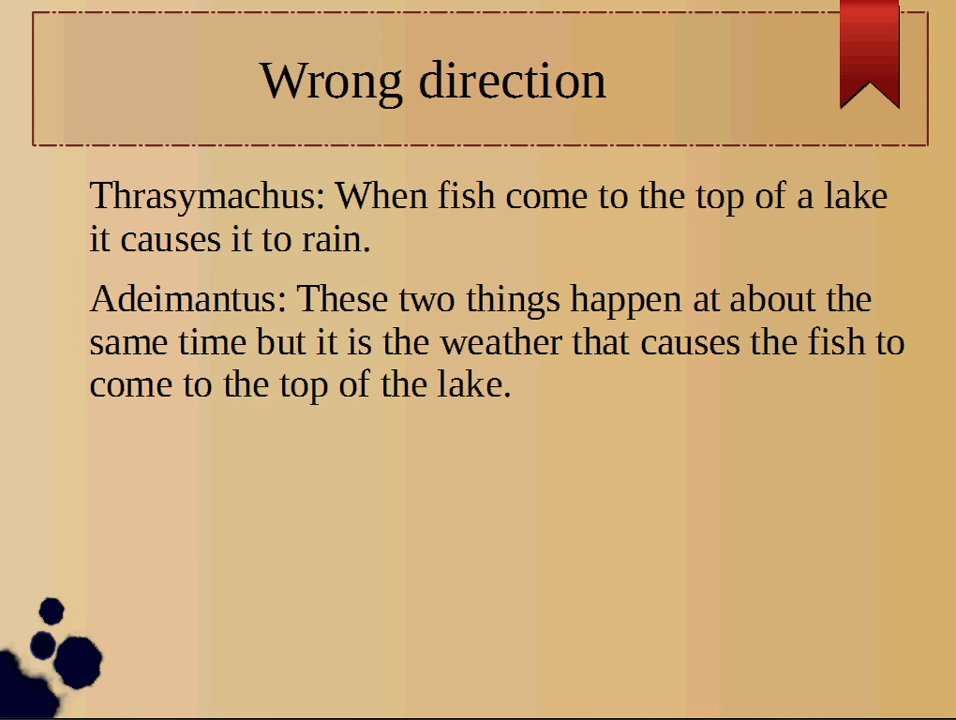 Wrong direction
Thrasymachus: When fish come to the top of a lake
it causes it to rain.
Adeimantus: These two things happen at about the
same time but it is the weather that causes the fish to
come to the top of the lake.